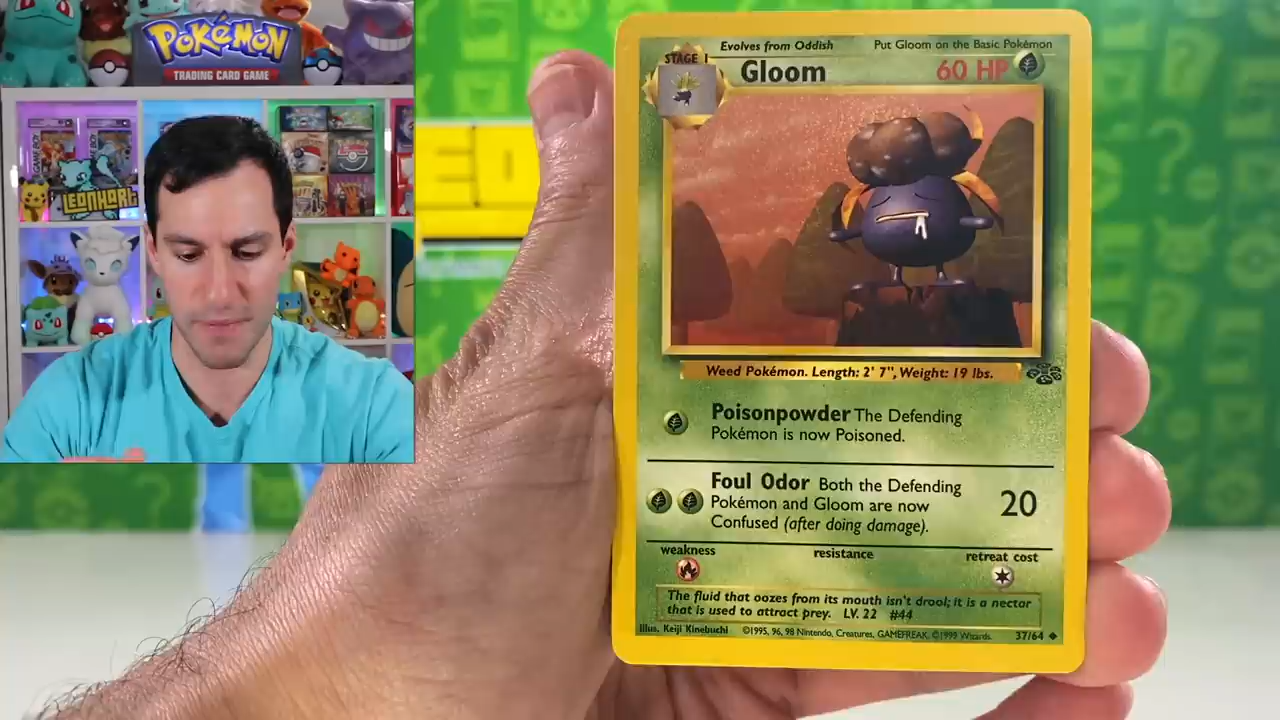 Pokémon
TRADING CARD GAME
GAME BOY
LEONHART
Evolves from Oddish
Put Gloom on the Basic Pokémon
STAGE 1
Gloom
60 HP
Weed Pokémon. Length: 2' 7", Weight: 19 lbs.
Poisonpowder The Defending
Pokémon is now Poisoned.
Foul Odor Both the Defending
Pokémon and Gloom are now
Confused (after doing damage).
20
weakness
resistance
retreat cost
The fluid that oozes from its mouth isn't drool; it is a nectar
that is used to attract prey. LV. 22 #44
Illus. Keiji Kinebuchi
©1995, 96, 98 Nintendo, Creatures, GAMEFREAK. ©1999 Wizards.
37/64